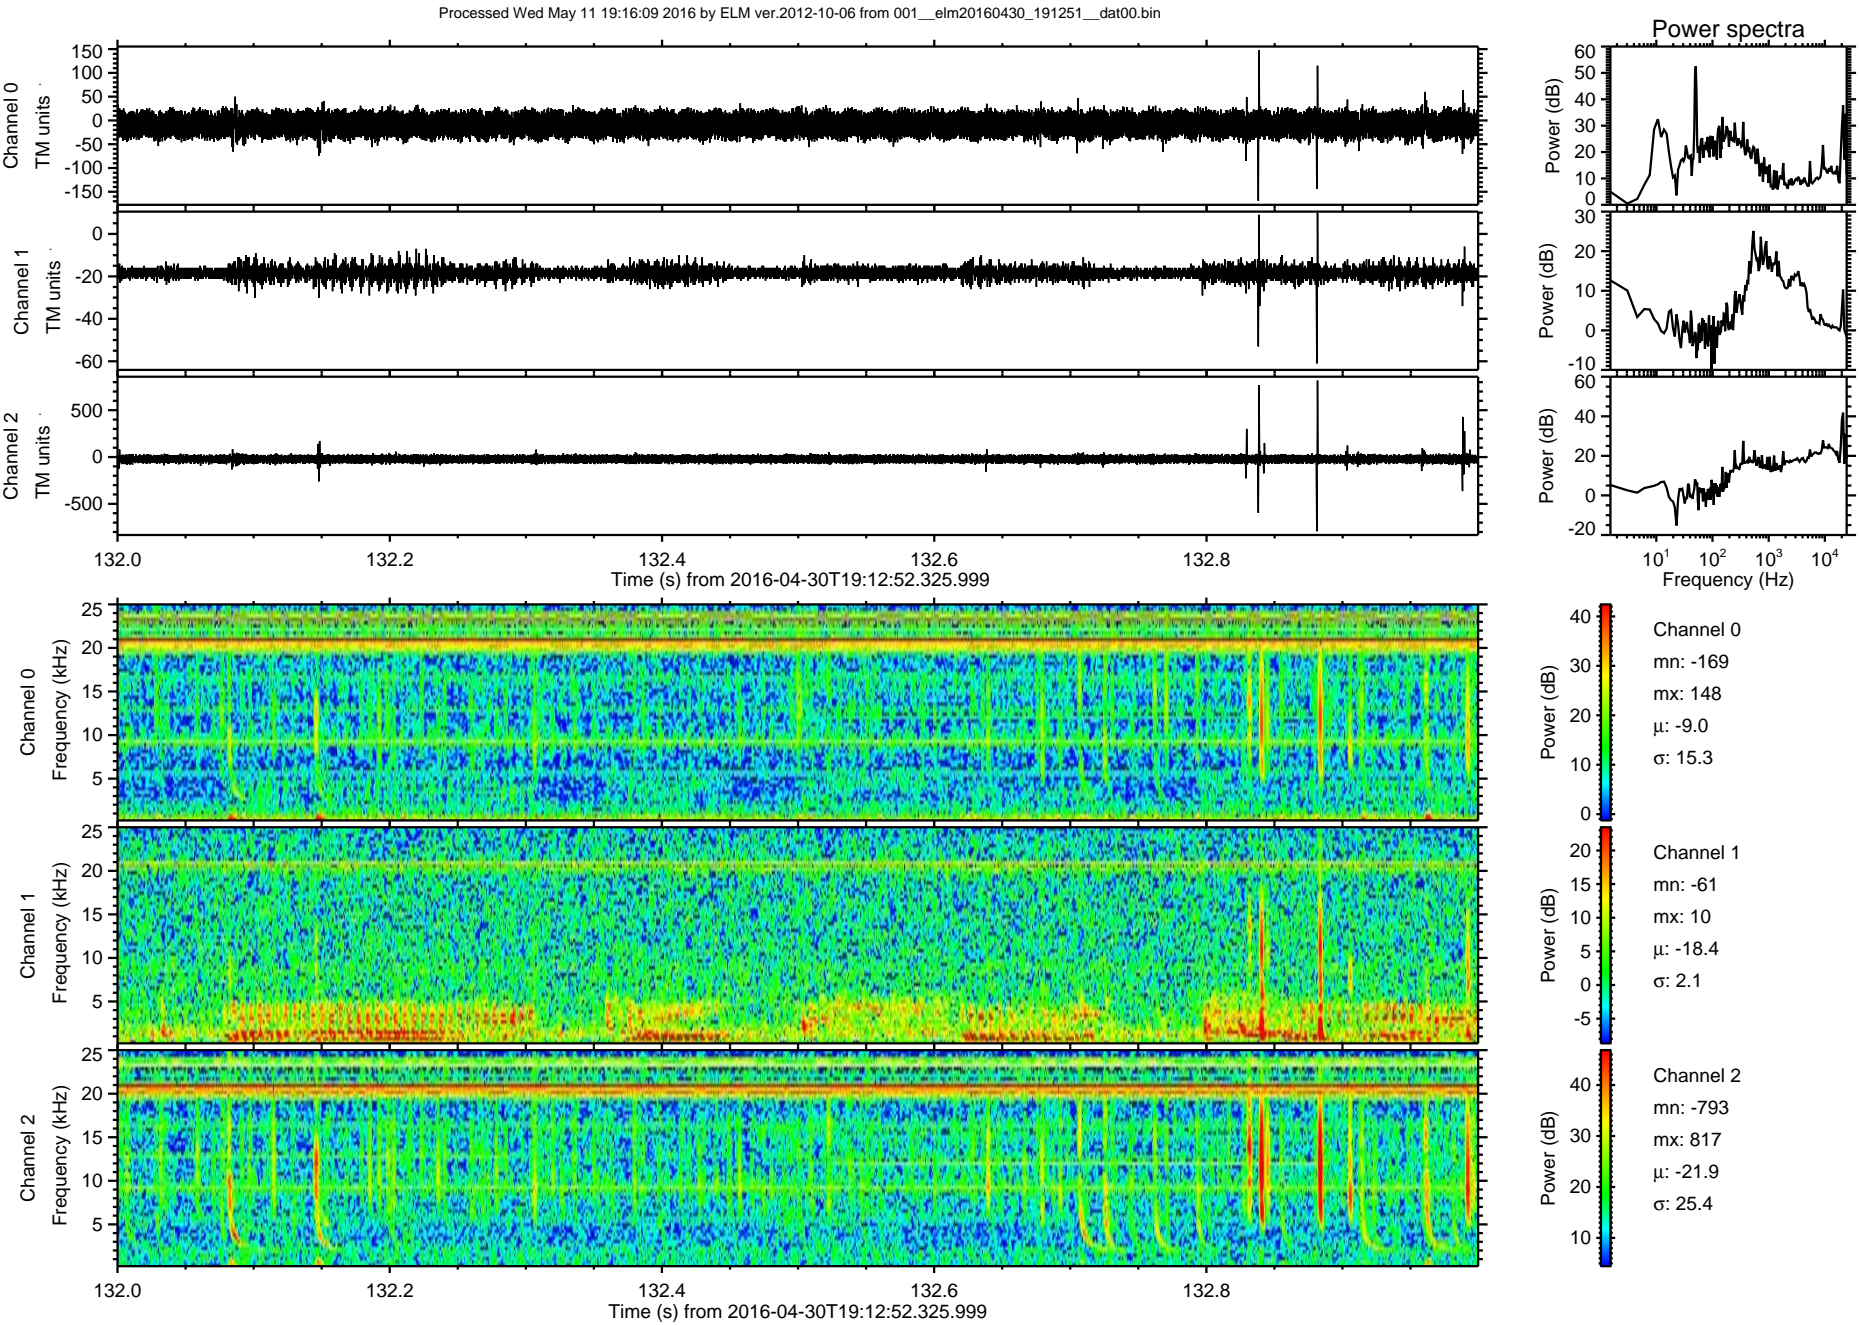 Processed Wed May 11 19:16:09 2016 by ELM ver.2012-10-06 from 001__elm20160430_191251__dat00.bin
Power spectra
Channel 0
TM units
150
100
50
0
-50
-100
-150
Power (dB)
60
50
40
30
20
10
0
Channel 1
TM units
0
-20
-40
-60
Power (dB)
30
20
10
0
-10
Channel 2
TM units
500
0
-500
Power (dB)
60
40
20
0
-20
132.0 132.2 132.4 132.6 132.8
Time (s) from 2016-04-30T19:12:52.325.999
10^1 10^2 10^3 10^4
Frequency (Hz)
Channel 0
Frequency (kHz)
25
20
15
10
5
Power (dB)
40
30
20
10
0
Channel 0
mn: -169
mx: 148
µ: -9.0
σ: 15.3
Channel 1
Frequency (kHz)
25
20
15
10
5
Power (dB)
20
15
10
5
0
-5
Channel 1
mn: -61
mx: 10
µ: -18.4
σ: 2.1
Channel 2
Frequency (kHz)
25
20
15
10
5
Power (dB)
40
30
20
10
Channel 2
mn: -793
mx: 817
µ: -21.9
σ: 25.4
132.0 132.2 132.4 132.6 132.8
Time (s) from 2016-04-30T19:12:52.325.999